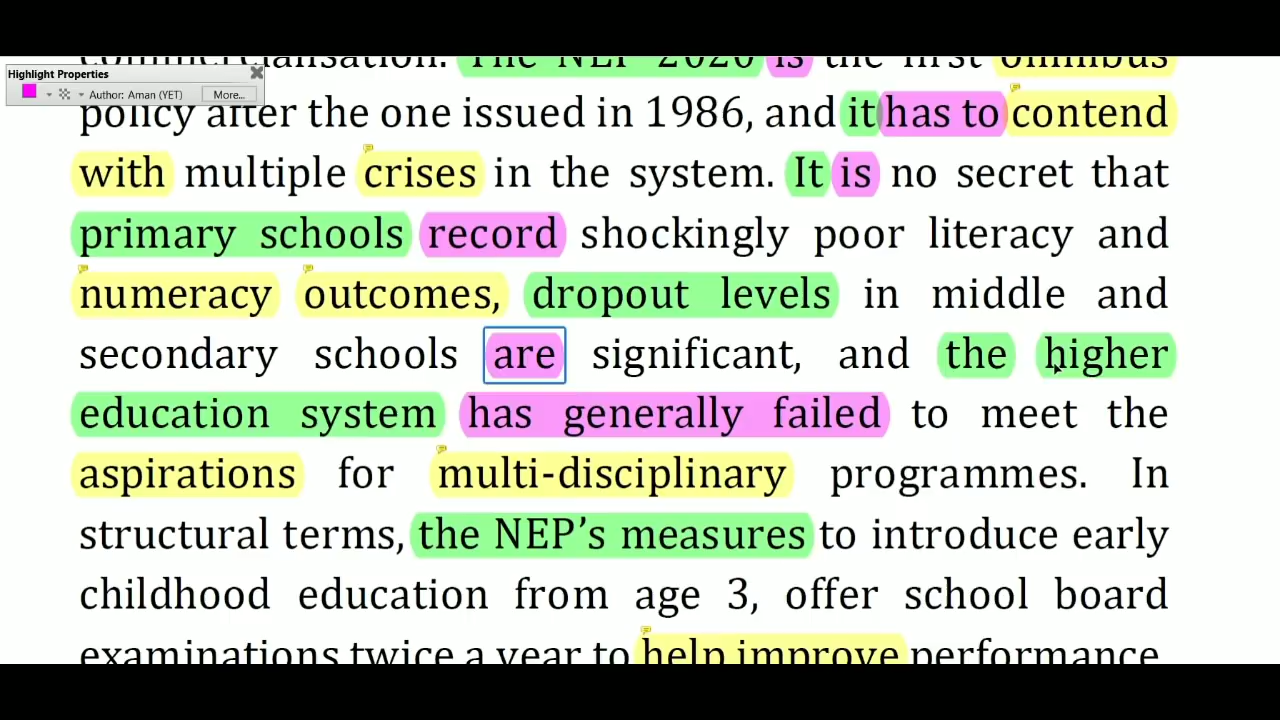 commercialisation. The NEP 2020 is the first omnibus
Highlight Properties
Author: Aman (YET) More...
policy after the one issued in 1986, and it has to contend
with multiple crises in the system. It is no secret that
primary schools record shockingly poor literacy and
numeracy outcomes, dropout levels in middle and
secondary schools are significant, and the higher
education system has generally failed to meet the
aspirations for multi-disciplinary programmes. In
structural terms, the NEP’s measures to introduce early
childhood education from age 3, offer school board
examinations twice a year to help improve performance,